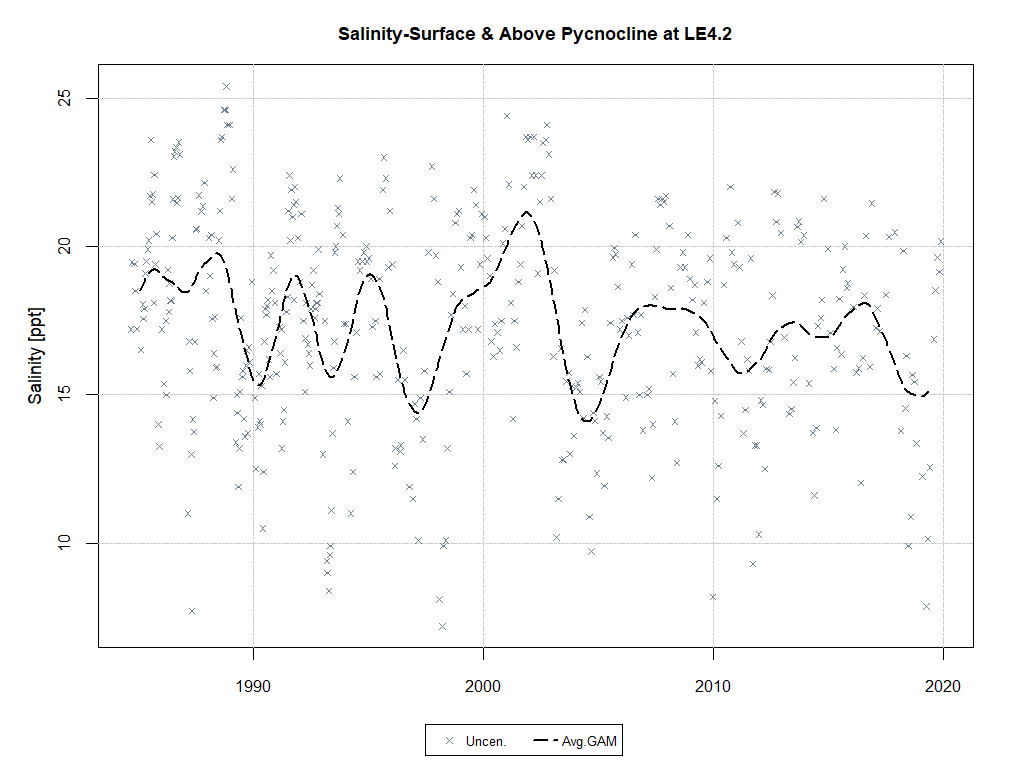 Salinity-Surface & Above Pycnocline at LE4.2
Salinity [ppt]
25
20
15
10
1990
2000
2010
2020
Uncen.
Avg.GAM